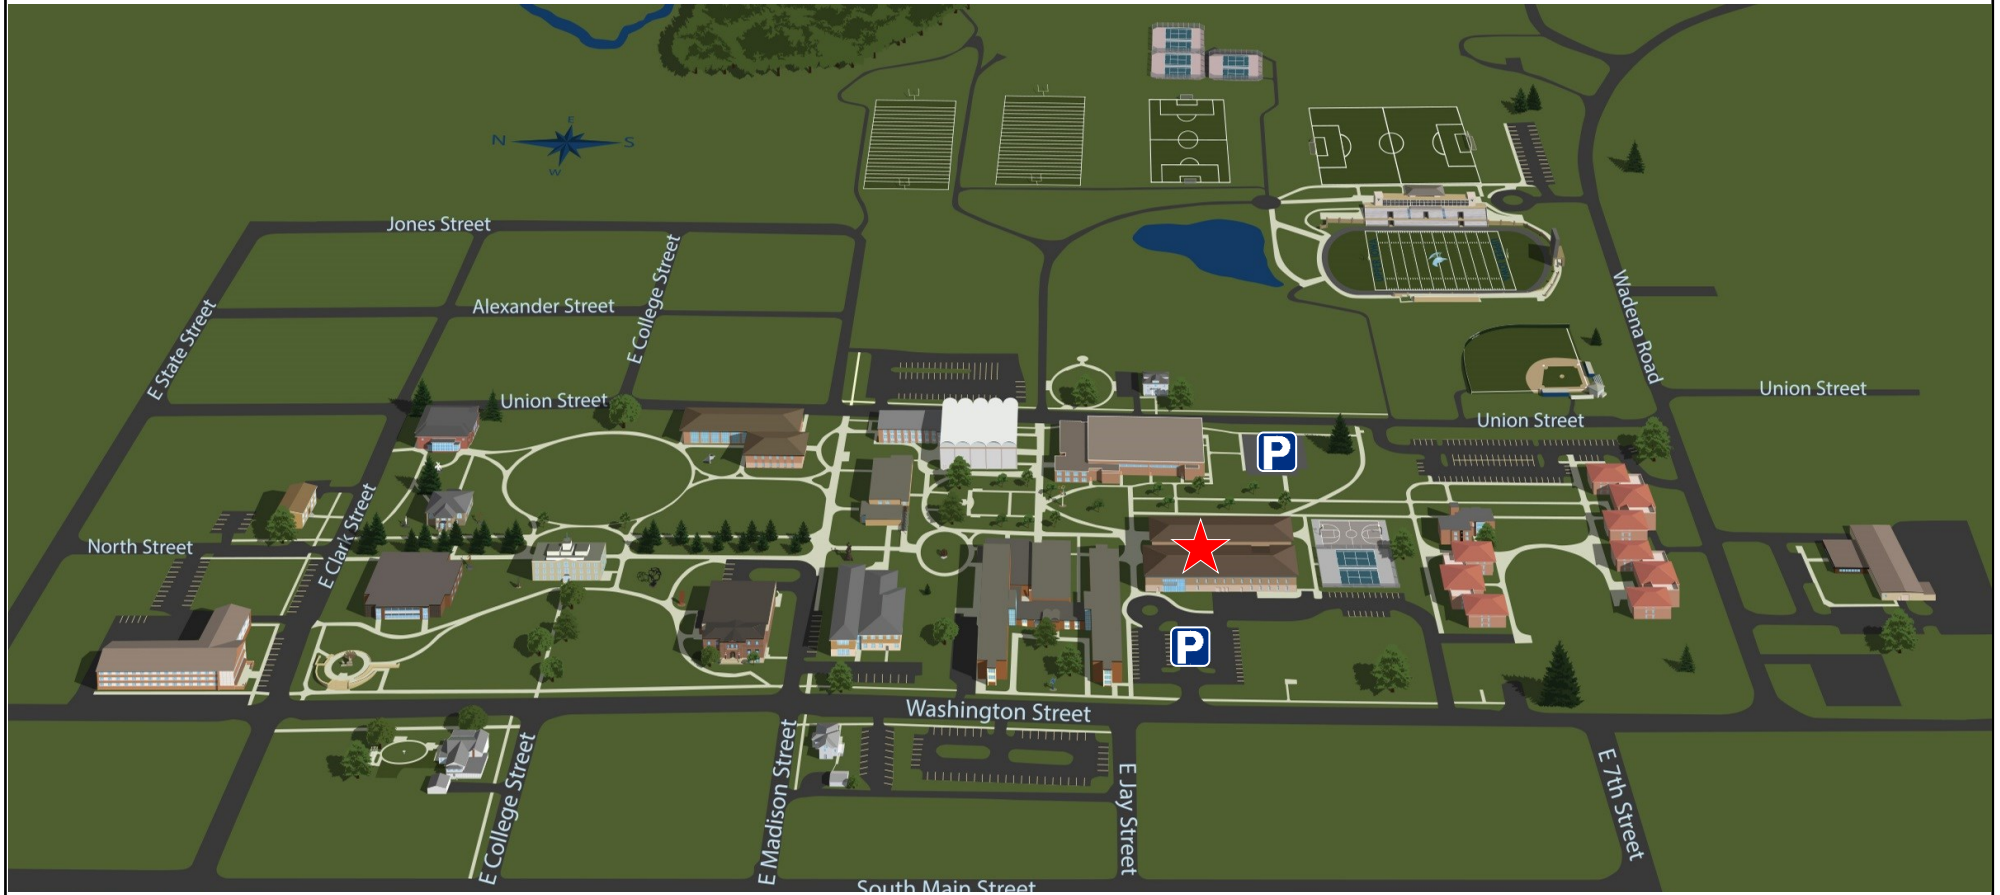 E
N
S
W
Jones Street
E College Street
Alexander Street
E State Street
Wadena Road
Union Street
Union Street
Union Street
P
E Clark Street
North Street
P
Washington Street
E College Street
E Madison Street
E Jay Street
E 7th Street
South Main Street